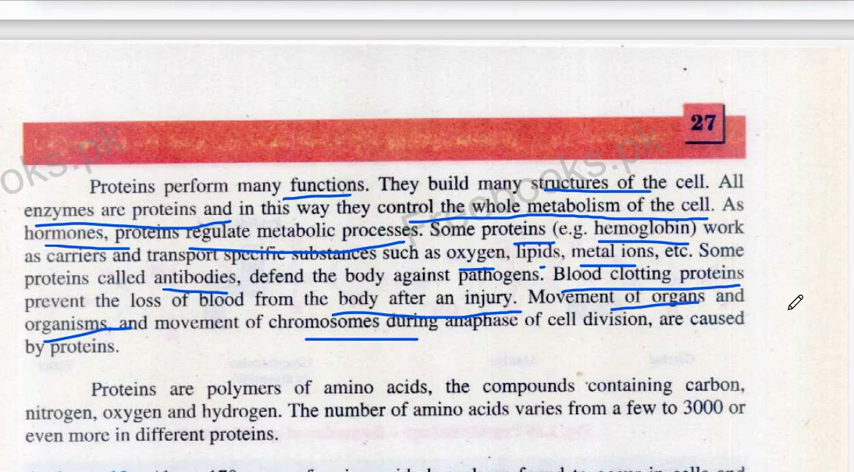 27
Proteins perform many functions. They build many structures of the cell. All
enzymes are proteins and in this way they control the whole metabolism of the cell. As
hormones, proteins regulate metabolic processes. Some proteins (e.g. hemoglobin) work
as carriers and transport specific substances such as oxygen, lipids, metal ions, etc. Some
proteins called antibodies, defend the body against pathogens. Blood clotting proteins
prevent the loss of blood from the body after an injury. Movement of organs and
organisms, and movement of chromosomes during anaphase of cell division, are caused
by proteins.
Proteins are polymers of amino acids, the compounds containing carbon,
nitrogen, oxygen and hydrogen. The number of amino acids varies from a few to 3000 or
even more in different proteins.